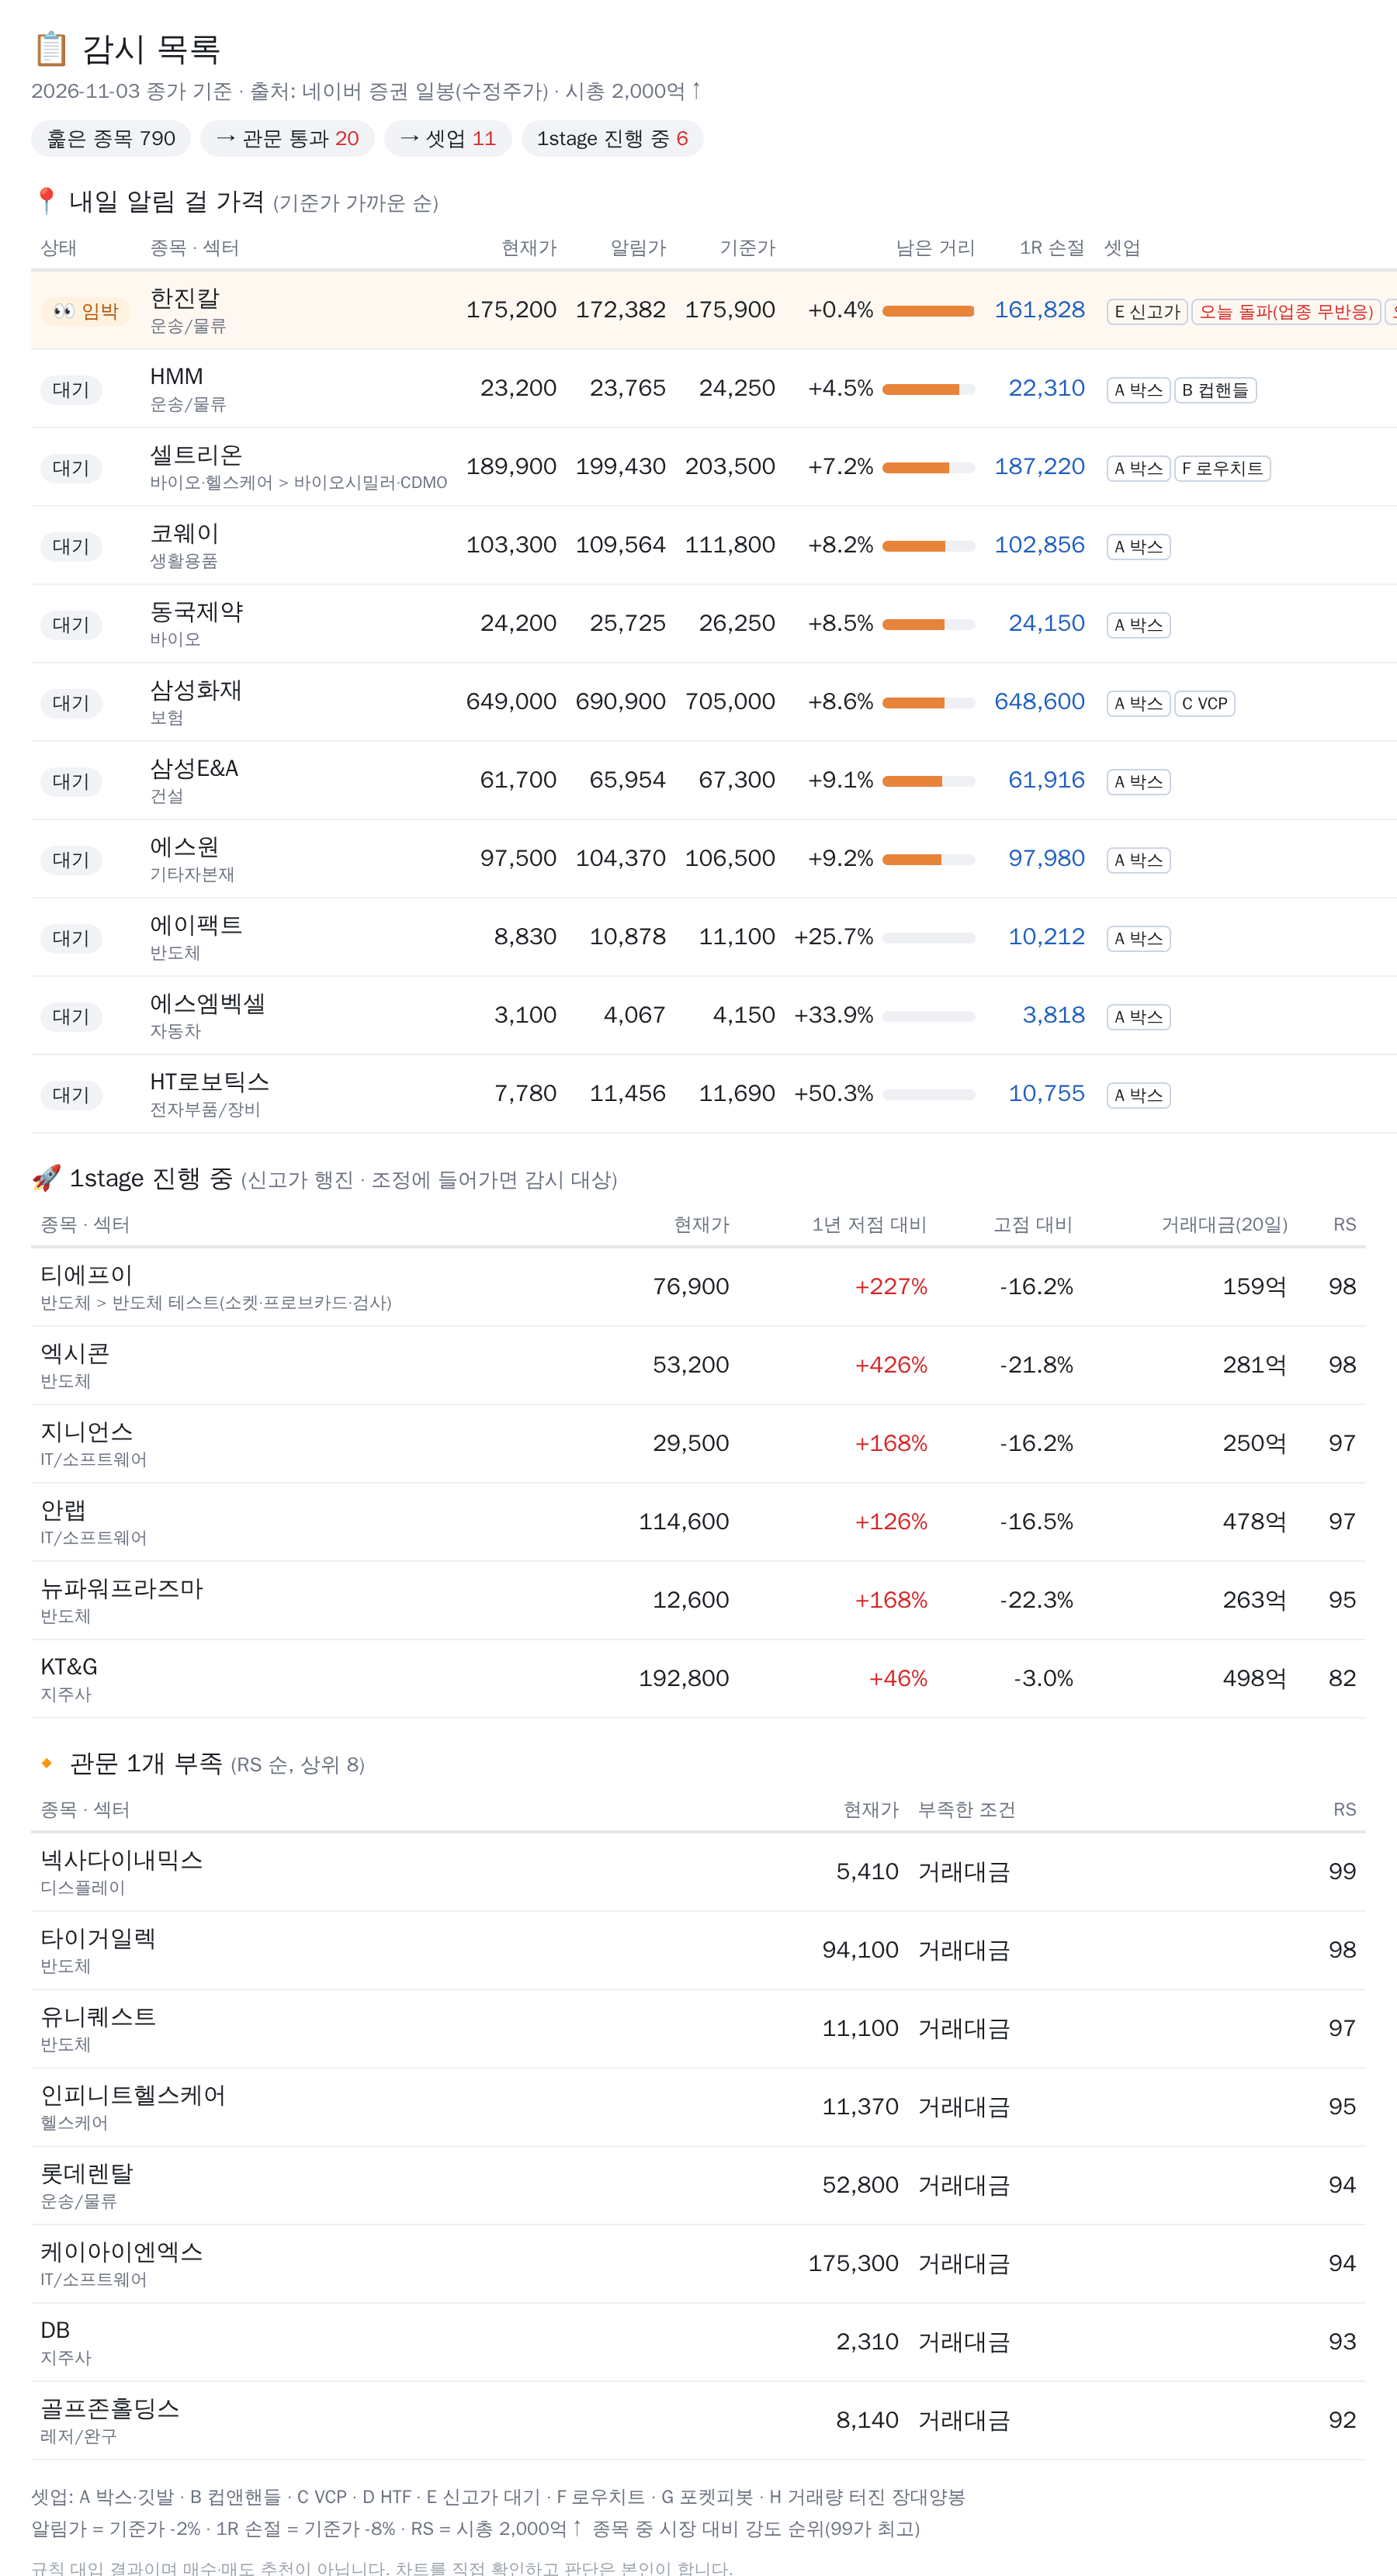 📋 감시 목록
2026-11-03 종가 기준 · 출처: 네이버 증권 일봉(수정주가) · 시총 2,000억↑
훑은 종목 790 → 관문 통과 20 → 셋업 11 1stage 진행 중 6
📍 내일 알림 걸 가격 (기준가 가까운 순)
상태 종목 · 섹터 현재가 알림가 기준가 남은 거리 1R 손절 셋업
👀 임박 한진칼 175,200 172,382 175,900 +0.4% 161,828 E 신고가 오늘 돌파(업종 무반응)
운송/물류
대기 HMM 23,200 23,765 24,250 +4.5% 22,310 A 박스 B 컵핸들
운송/물류
대기 셀트리온 189,900 199,430 203,500 +7.2% 187,220 A 박스 F 로우치트
바이오·헬스케어 > 바이오시밀러·CDMO
대기 코웨이 103,300 109,564 111,800 +8.2% 102,856 A 박스
생활용품
대기 동국제약 24,200 25,725 26,250 +8.5% 24,150 A 박스
바이오
대기 삼성화재 649,000 690,900 705,000 +8.6% 648,600 A 박스 C VCP
보험
대기 삼성E&A 61,700 65,954 67,300 +9.1% 61,916 A 박스
건설
대기 에스원 97,500 104,370 106,500 +9.2% 97,980 A 박스
기타자본재
대기 에이팩트 8,830 10,878 11,100 +25.7% 10,212 A 박스
반도체
대기 에스엠벡셀 3,100 4,067 4,150 +33.9% 3,818 A 박스
자동차
대기 HT로보틱스 7,780 11,456 11,690 +50.3% 10,755 A 박스
전자부품/장비
🚀 1stage 진행 중 (신고가 행진 · 조정에 들어가면 감시 대상)
종목 · 섹터 현재가 1년 저점 대비 고점 대비 거래대금(20일) RS
티에프이 76,900 +227% -16.2% 159억 98
반도체 > 반도체 테스트(소켓·프로브카드·검사)
엑시콘 53,200 +426% -21.8% 281억 98
반도체
지니언스 29,500 +168% -16.2% 250억 97
IT/소프트웨어
안랩 114,600 +126% -16.5% 478억 97
IT/소프트웨어
뉴파워프라즈마 12,600 +168% -22.3% 263억 95
반도체
KT&G 192,800 +46% -3.0% 498억 82
지주사
🔸 관문 1개 부족 (RS 순, 상위 8)
종목 · 섹터 현재가 부족한 조건 RS
넥사다이내믹스 5,410 거래대금 99
디스플레이
타이거일렉 94,100 거래대금 98
반도체
유니퀘스트 11,100 거래대금 97
반도체
인피니트헬스케어 11,370 거래대금 95
헬스케어
롯데렌탈 52,800 거래대금 94
운송/물류
케이아이엔엑스 175,300 거래대금 94
IT/소프트웨어
DB 2,310 거래대금 93
지주사
골프존홀딩스 8,140 거래대금 92
레저/완구
셋업: A 박스·깃발 · B 컵앤핸들 · C VCP · D HTF · E 신고가 대기 · F 로우치트 · G 포켓피봇 · H 거래량 터진 장대양봉
알림가 = 기준가 -2% · 1R 손절 = 기준가 -8% · RS = 시총 2,000억↑ 종목 중 시장 대비 강도 순위(99가 최고)
규칙 대입 결과이며 매수·매도 추천이 아닙니다. 차트를 직접 확인하고 판단은 본인이 합니다.